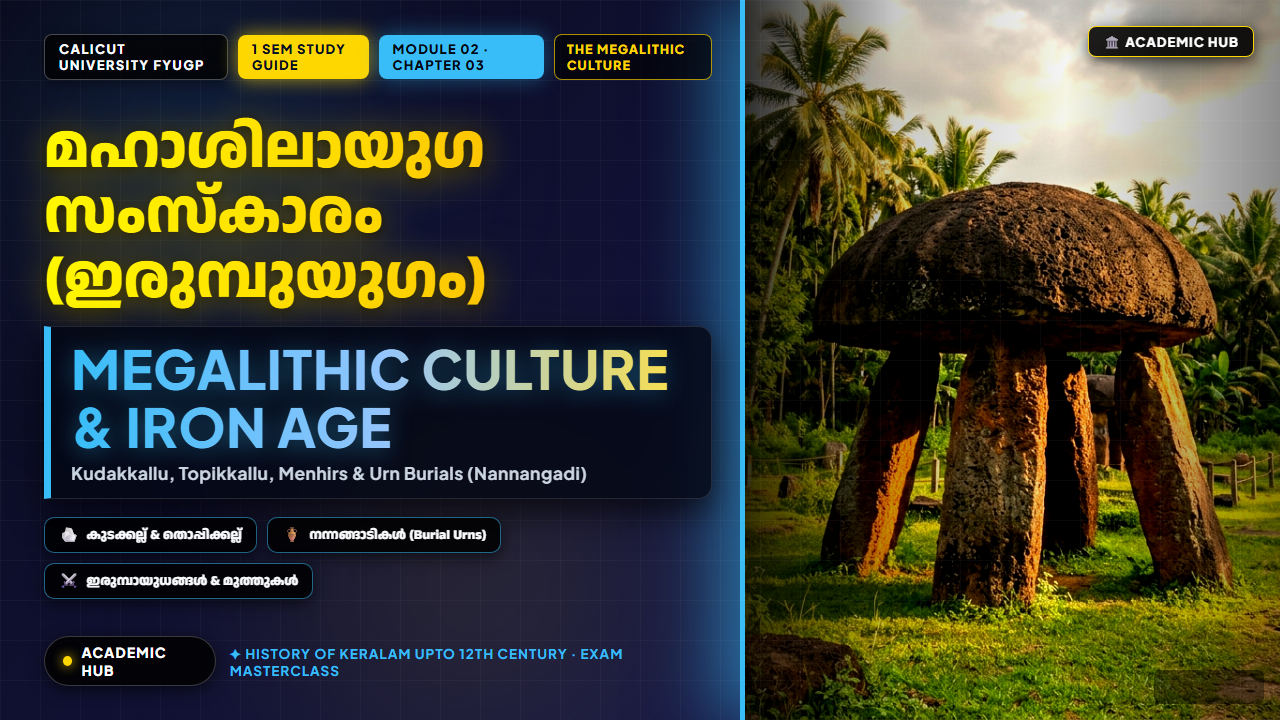 CALICUT
UNIVERSITY FYUGP
1 SEM STUDY
GUIDE
MODULE 02 ·
CHAPTER 03
THE MEGALITHIC
CULTURE
🏛️ ACADEMIC HUB
മഹാശിലായുഗ
സംസ്കാരം
(ഇരുമ്പുയുഗം)
MEGALITHIC CULTURE
& IRON AGE
Kudakkallu, Topikkallu, Menhirs & Urn Burials (Nannangadi)
കുടക്കല്ല് & തൊപ്പിക്കല്ല്
നന്നങ്ങാടികൾ (Burial Urns)
ഇരുമ്പായുധങ്ങൾ & മുത്തുകൾ
ACADEMIC
HUB
✦ HISTORY OF KERALAM UPTO 12TH CENTURY · EXAM
MASTERCLASS